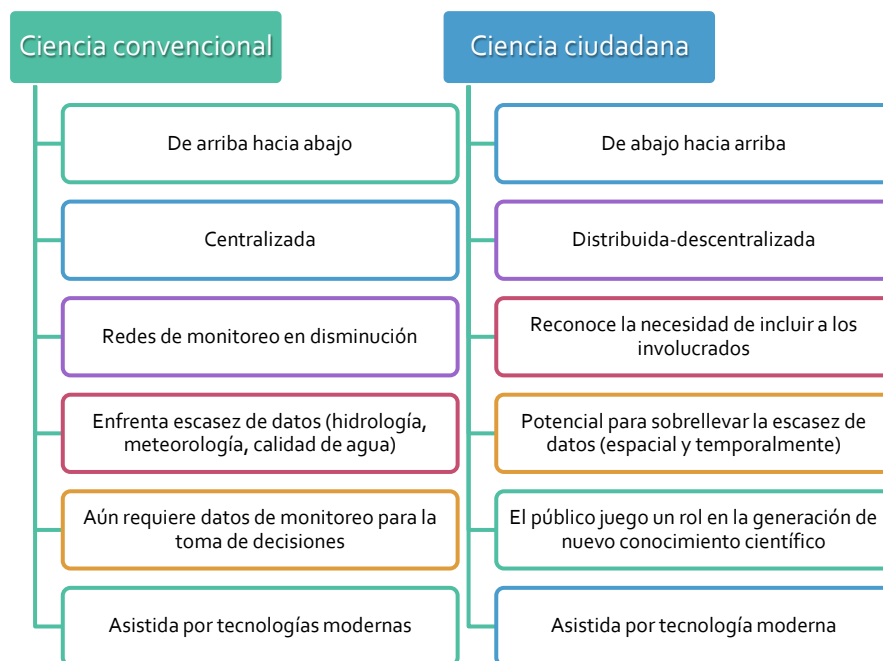 Ciencia convencional
De arriba hacia abajo
Centralizada
Redes de monitoreo en disminución
Enfrenta escasez de datos (hidrología,
meteorología, calidad de agua)
Aún requiere datos de monitoreo para la
toma de decisiones
Asistida por tecnologías modernas
Ciencia ciudadana
De abajo hacia arriba
Distribuida-descentralizada
Reconoce la necesidad de incluir a los
involucrados
Potencial para sobrellevar la escasez de
datos (espacial y temporalmente)
El público juego un rol en la generación de
nuevo conocimiento científico
Asistida por tecnología moderna